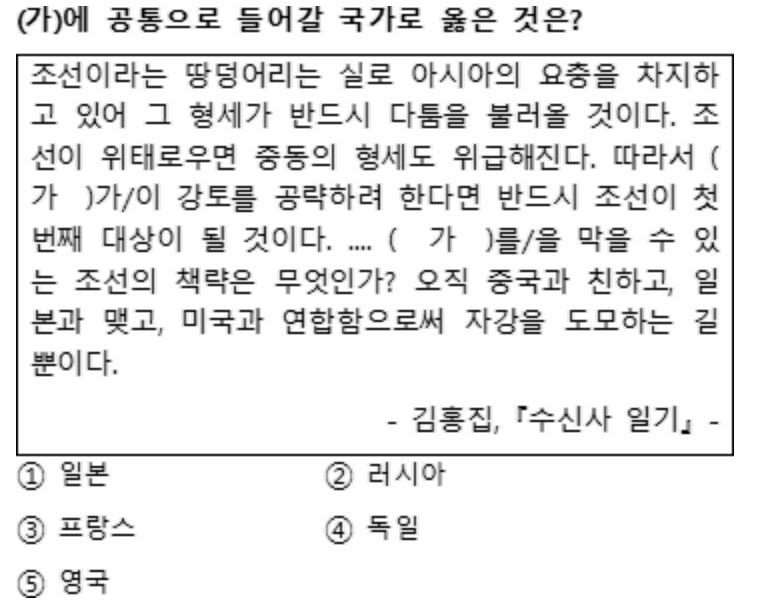 (가)에 공통으로 들어갈 국가로 옳은 것은?
조선이라는 땅덩어리는 실로 아시아의 요충을 차지하
고 있어 그 형세가 반드시 다툼을 불러올 것이다. 조
선이 위태로우면 중동의 형세도 위급해진다. 따라서 (
가 )가/이 강토를 공략하려 한다면 반드시 조선이 첫
번째 대상이 될 것이다. .... ( 가 )를/을 막을 수 있
는 조선의 책략은 무엇인가? 오직 중국과 친하고, 일
본과 맺고, 미국과 연합함으로써 자강을 도모하는 길
뿐이다.
- 김홍집, 『수신사 일기』 -
① 일본 ② 러시아
③ 프랑스 ④ 독일
⑤ 영국